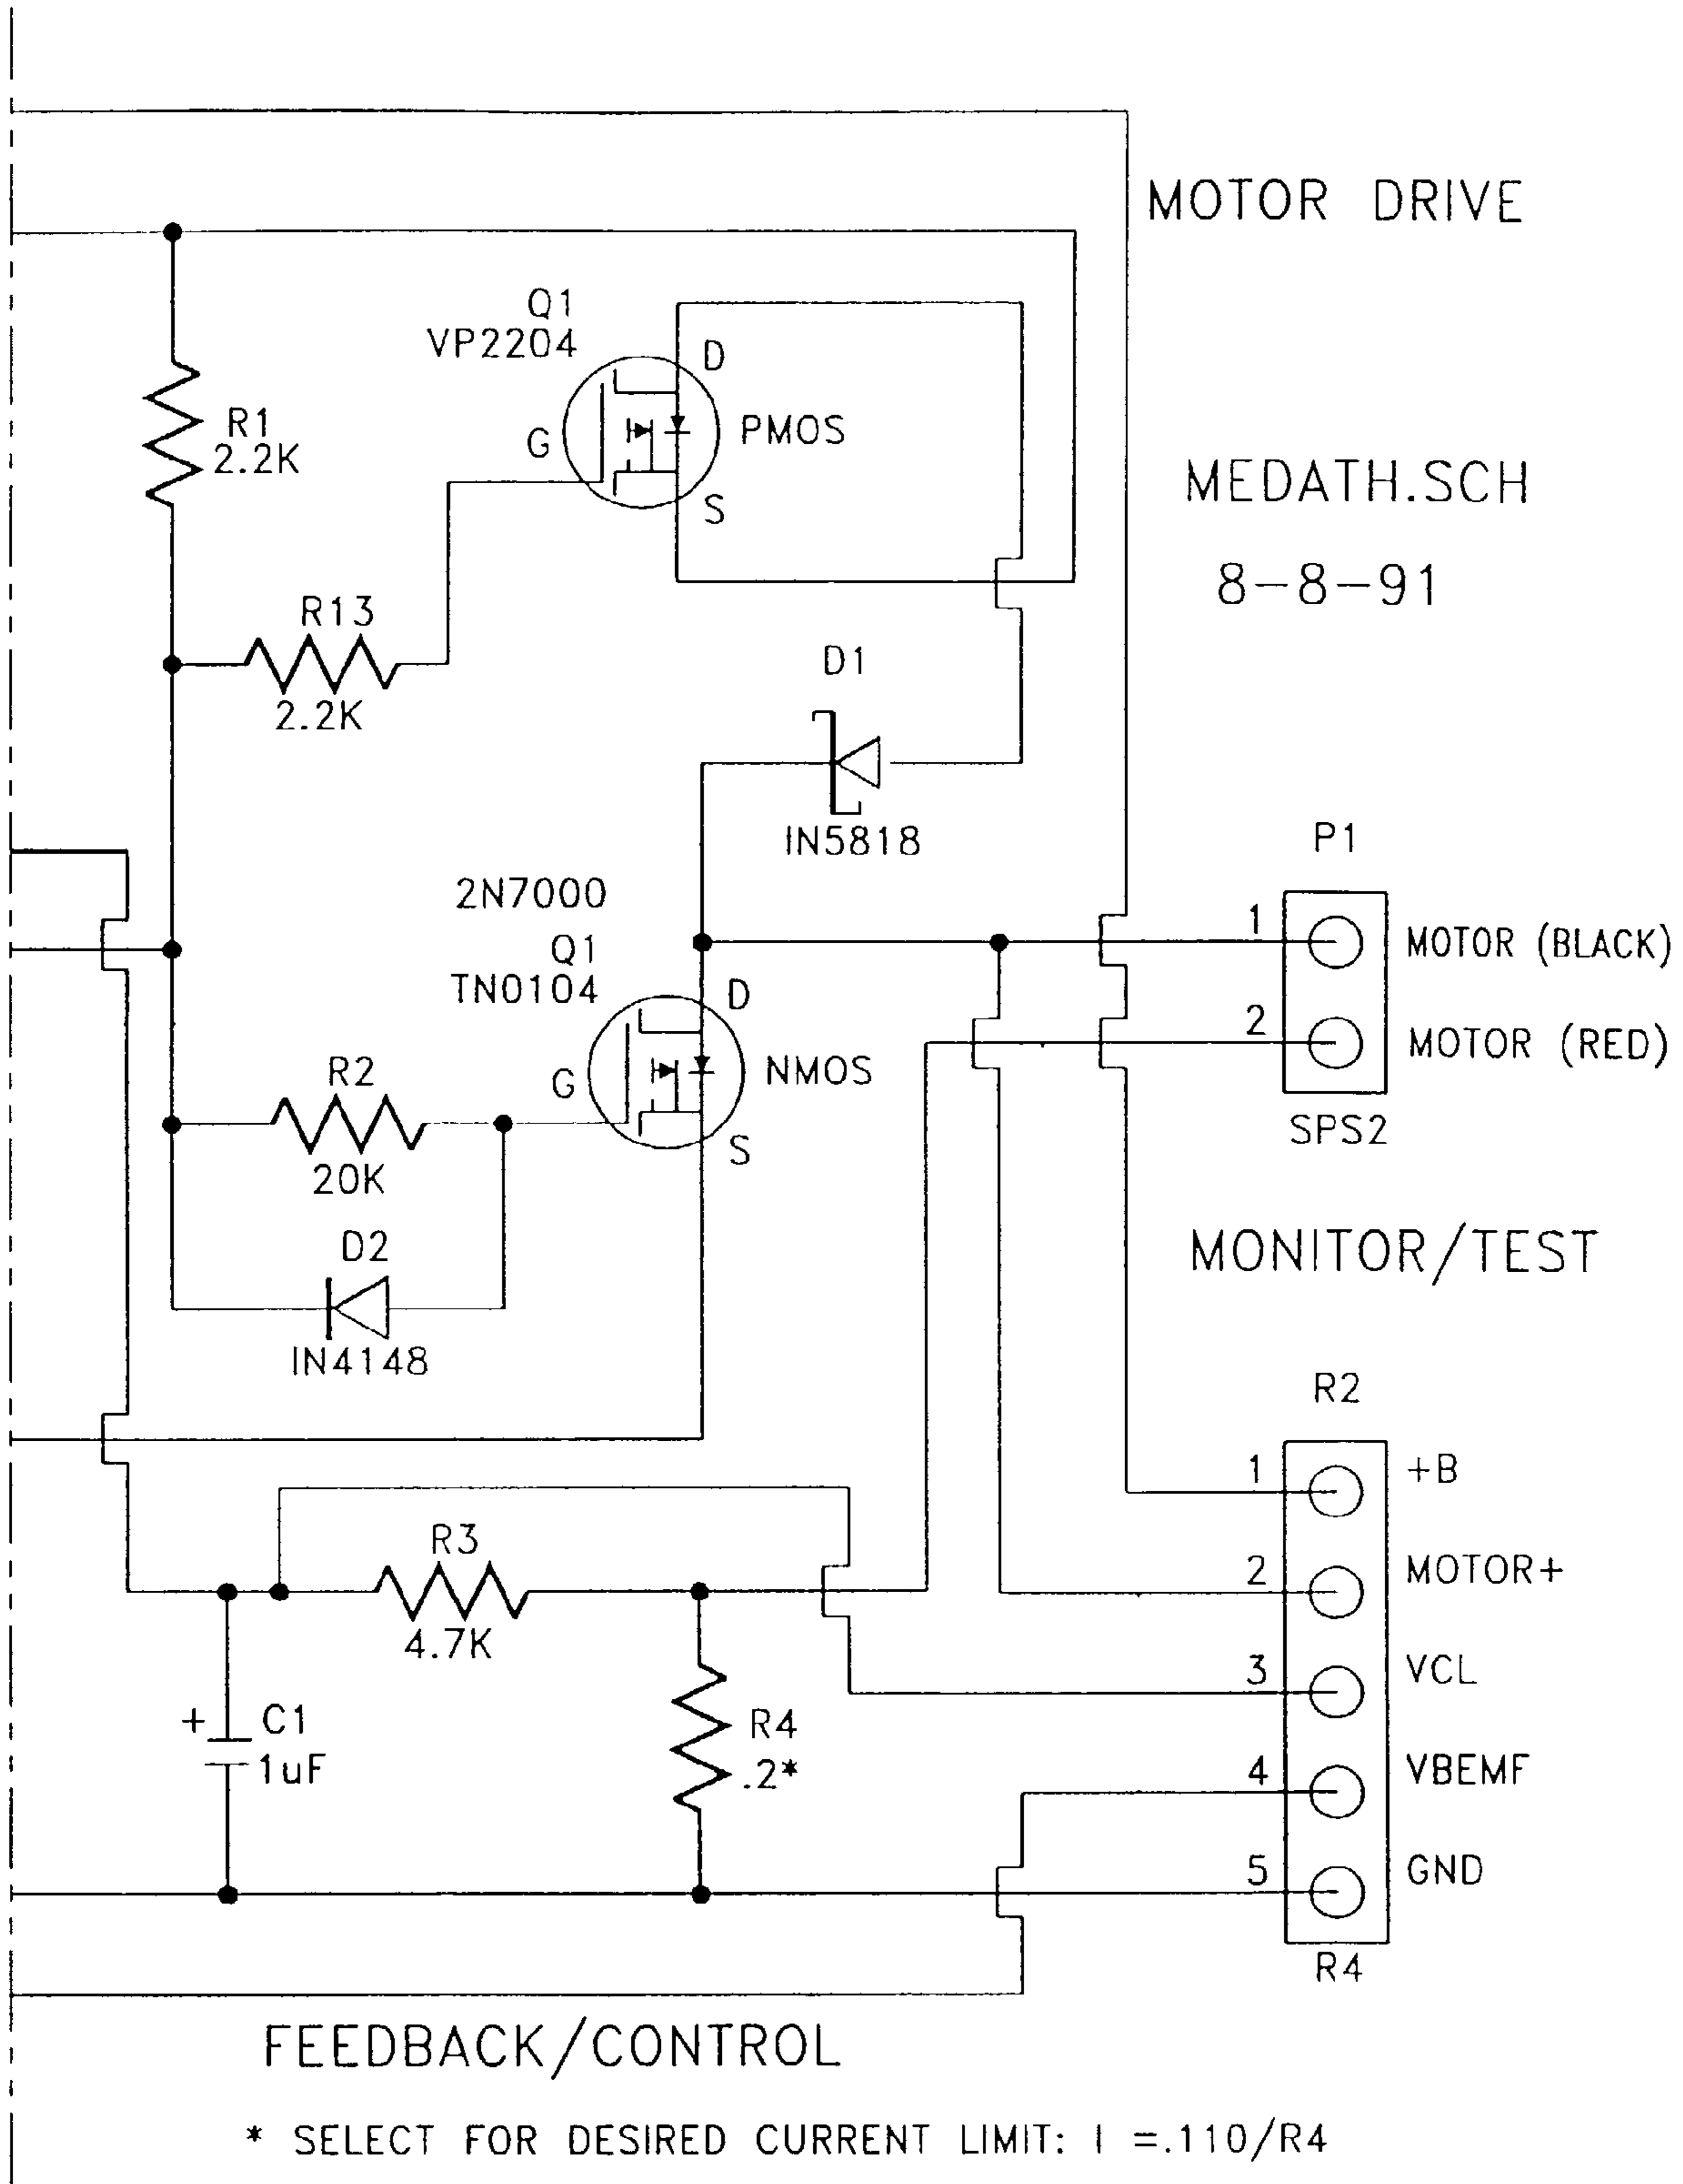 MOTOR DRIVE
Q1
VP2204
D
PMOS
G
S
R1
2.2K
MEDATH.SCH
8-8-91
R13
2.2K
D1
IN5818
P1
2N7000
Q1
TN0104
D
NMOS
G
S
1
MOTOR (BLACK)
2
MOTOR (RED)
SPS2
R2
20K
D2
IN4148
MONITOR/TEST
R2
1
+B
2
MOTOR+
3
VCL
4
VBEMF
5
GND
R4
R3
4.7K
+
C1
1uF
R4
.2*
FEEDBACK/CONTROL
* SELECT FOR DESIRED CURRENT LIMIT: I =.110/R4